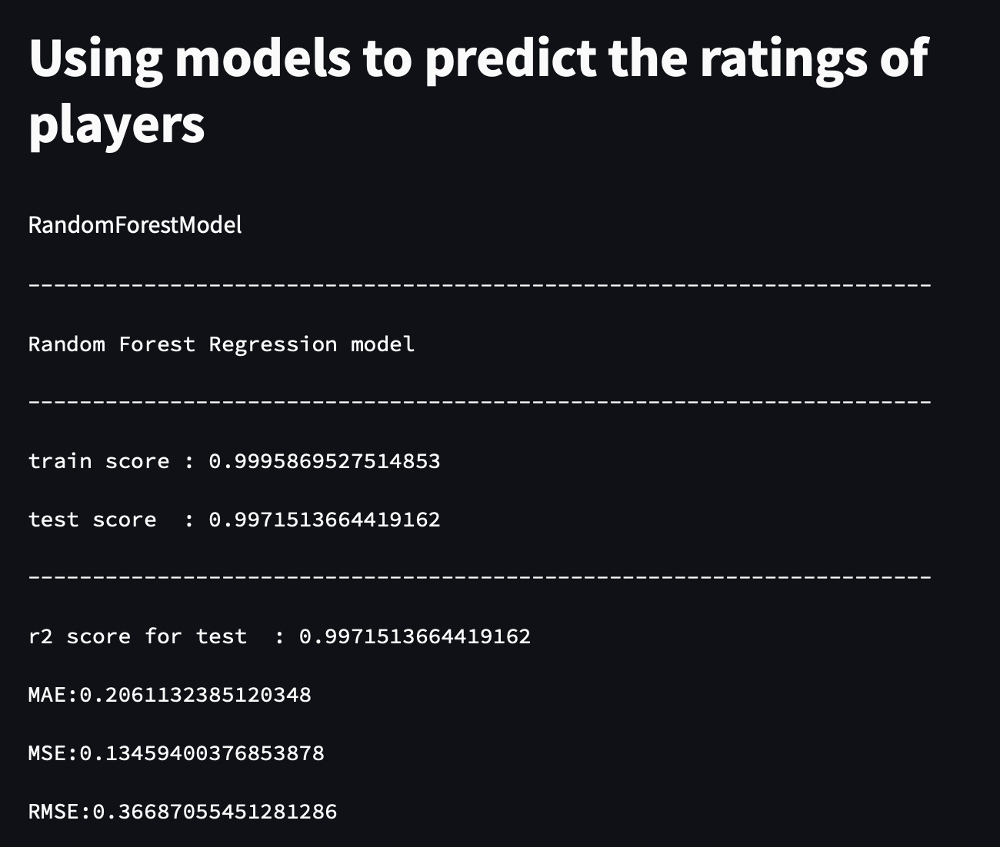 Using models to predict the ratings of
players
RandomForestModel
----------------------------------------------------------------------
Random Forest Regression model
----------------------------------------------------------------------
train score : 0.9995869527514853
test score  : 0.9971513664419162
----------------------------------------------------------------------
r2 score for test  : 0.9971513664419162
MAE:0.2061132385120348
MSE:0.13459400376853878
RMSE:0.36687055451281286